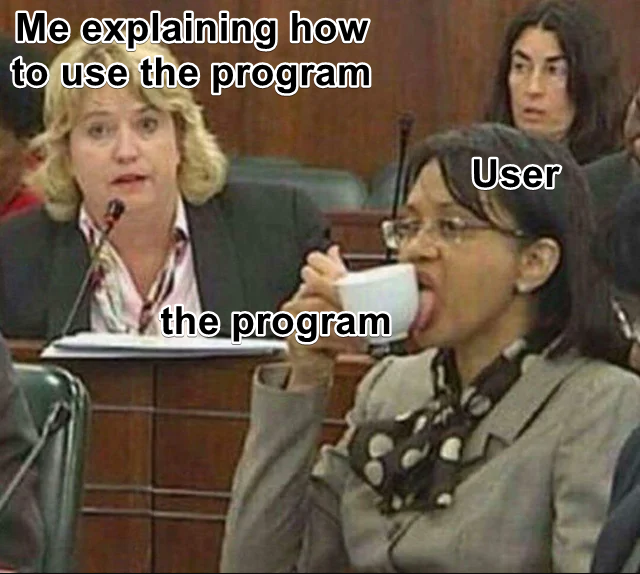 Me explaining how
to use the program
User
the program